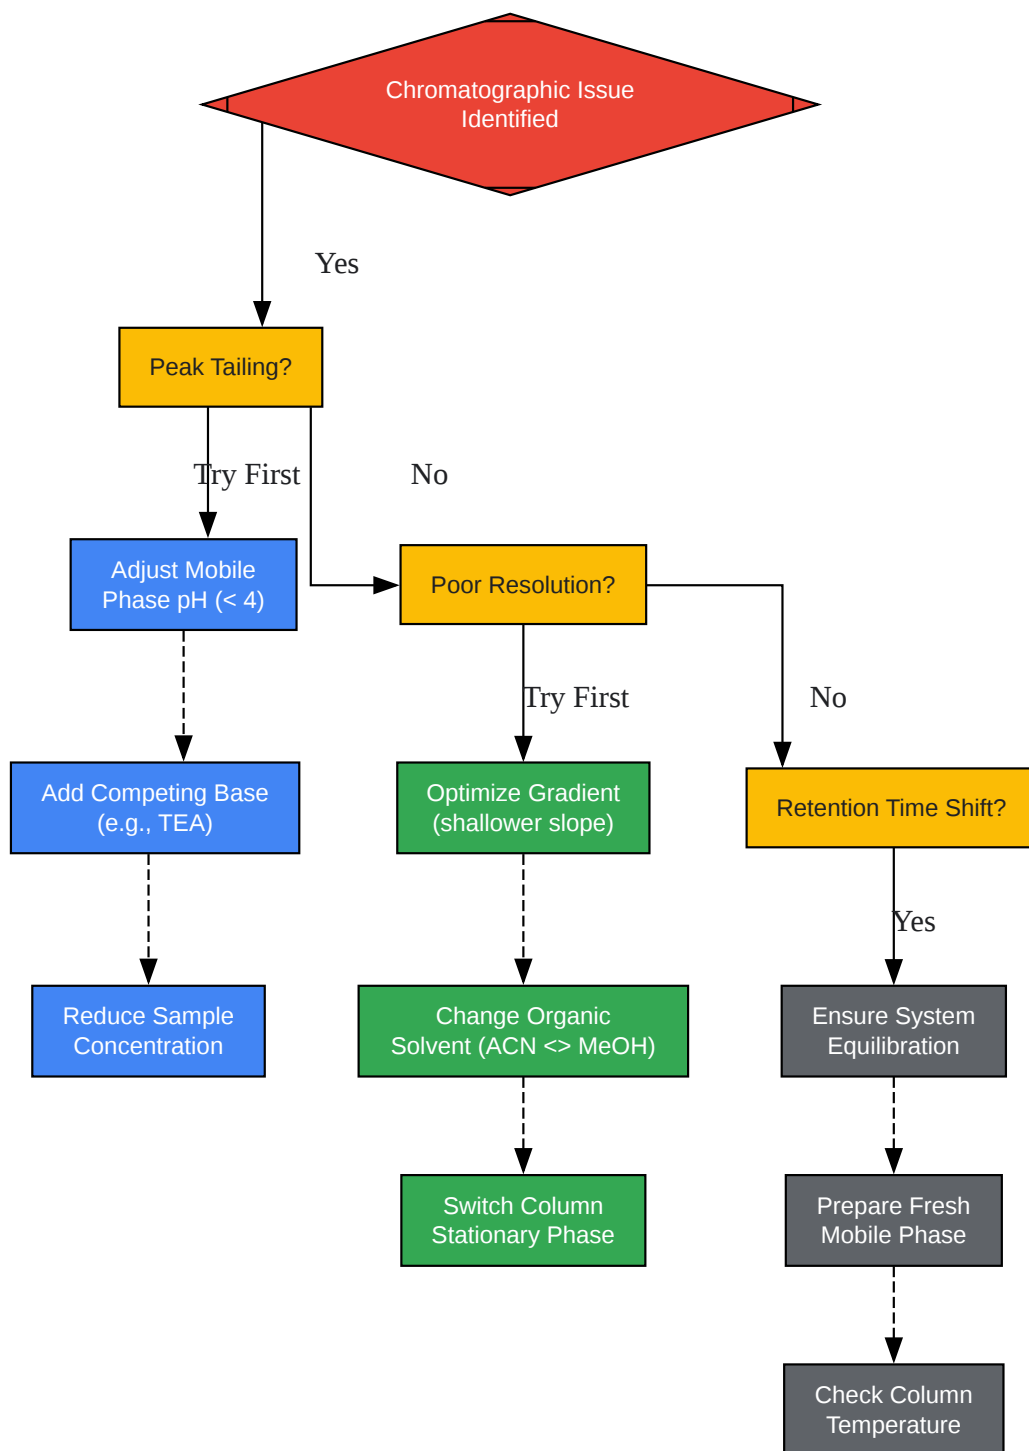 Chromatographic Issue
Identified
Yes
Peak Tailing?
Try First
No
Adjust Mobile
Phase pH (< 4)
Poor Resolution?
Try First
No
Add Competing Base
(e.g., TEA)
Optimize Gradient
(shallower slope)
Retention Time Shift?
Yes
Reduce Sample
Concentration
Change Organic
Solvent (ACN <> MeOH)
Ensure System
Equilibration
Switch Column
Stationary Phase
Prepare Fresh
Mobile Phase
Check Column
Temperature